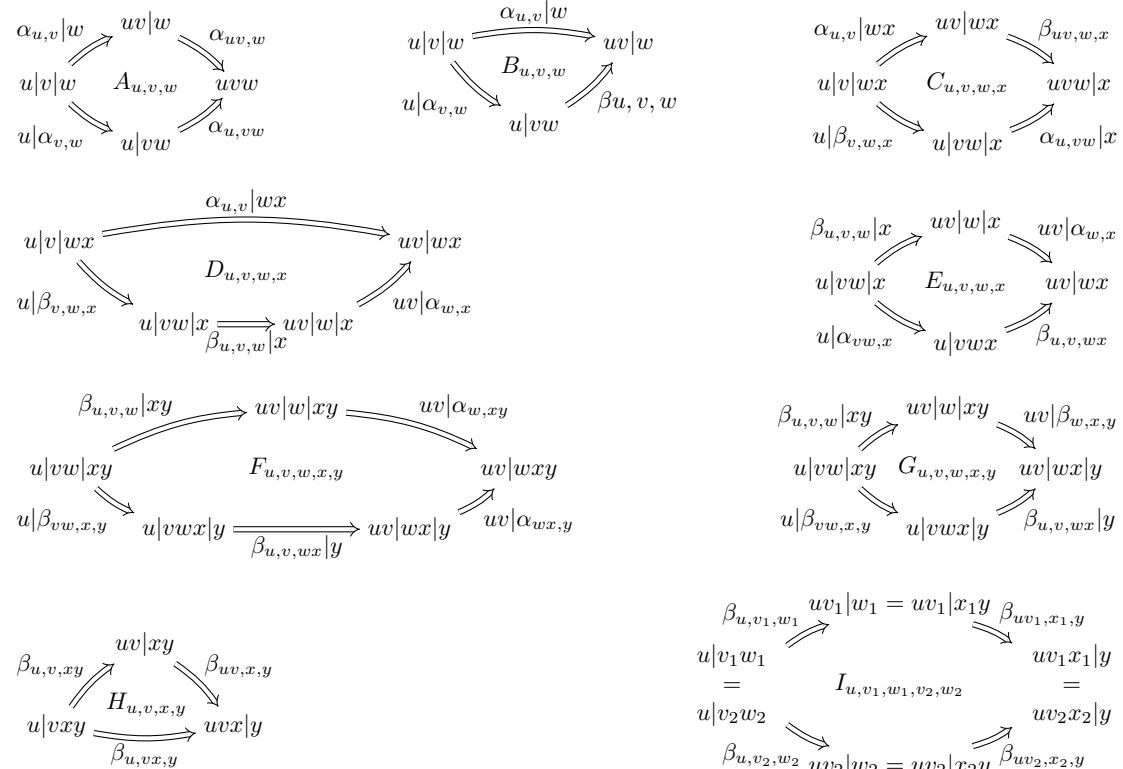 α_{u,v}|w uv|w α_{uv,w}
u|v|w A_{u,v,w} uvw
u|α_{v,w} u|vw α_{u,vw}
α_{u,v}|w
u|v|w B_{u,v,w} uv|w
u|α_{v,w} u|vw βu, v, w
α_{u,v}|wx uv|wx β_{uv,w,x}
u|v|wx C_{u,v,w,x} uvw|x
u|β_{v,w,x} u|vw|x α_{u,vw}|x
α_{u,v}|wx
u|v|wx D_{u,v,w,x} uv|wx
u|β_{v,w,x} u|vw|x β_{u,v,w}|x uv|w|x uv|α_{w,x}
β_{u,v,w}|x uv|w|x uv|α_{w,x}
u|vw|x E_{u,v,w,x} uv|wx
u|α_{vw,x} u|vwx β_{u,v,wx}
β_{u,v,w}|xy uv|w|xy uv|α_{w,xy}
u|vw|xy F_{u,v,w,x,y} uv|wxy
u|β_{vw,x,y} u|vwx|y β_{u,v,wx}|y uv|wx|y uv|α_{wx,y}
β_{u,v,w}|xy uv|w|xy uv|β_{w,x,y}
u|vw|xy G_{u,v,w,x,y} uv|wx|y
u|β_{vw,x,y} u|vwx|y β_{u,v,wx}|y
β_{u,v,xy} uv|xy β_{uv,x,y}
u|vxy H_{u,v,x,y} uvx|y
β_{u,vx,y}
β_{u,v_1,w_1} uv_1|w_1 = uv_1|x_1y β_{uv_1,x_1,y}
u|v_1w_1 uv_1x_1|y
= I_{u,v_1,w_1,v_2,w_2} =
u|v_2w_2 uv_2x_2|y
β_{u,v_2,w_2} uv_2|w_2 = uv_2|x_2y β_{uv_2,x_2,y}